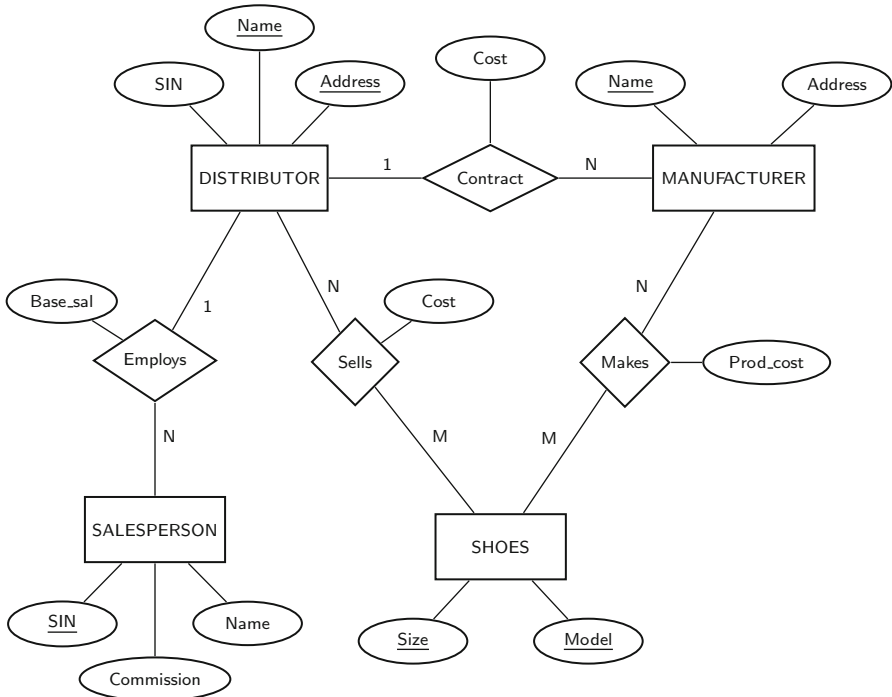 Name
Cost
SIN
Address
Name
Address
DISTRIBUTOR
1
Contract
N
MANUFACTURER
Base_sal
1
N
Cost
N
Employs
Sells
Makes
Prod_cost
N
M
M
SALESPERSON
SHOES
SIN
Name
Size
Model
Commission